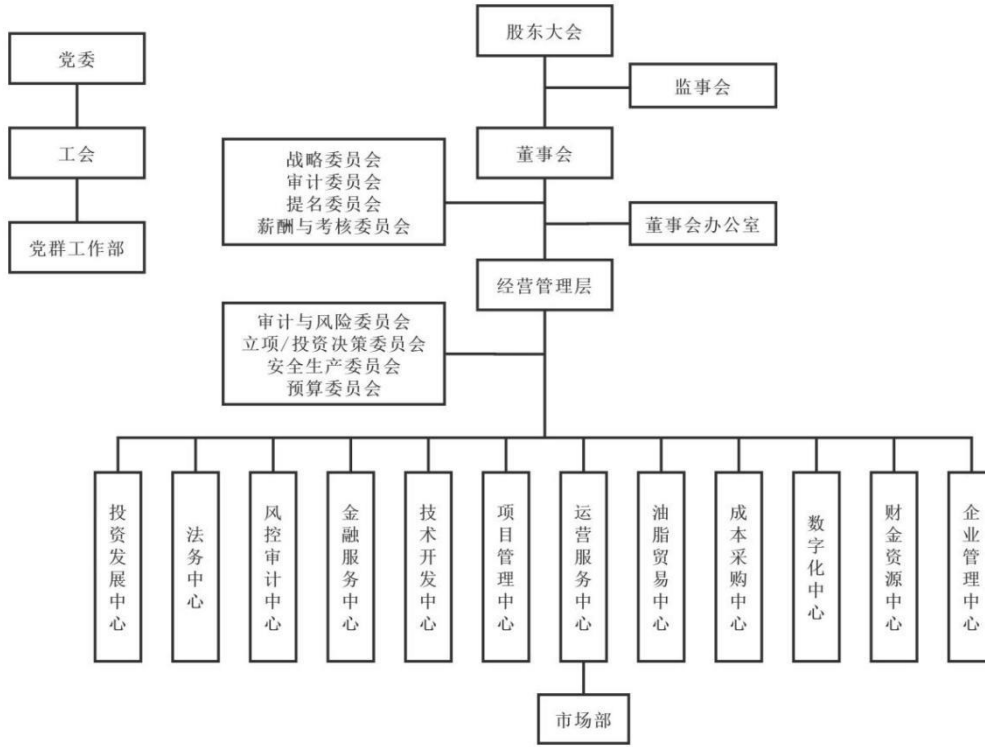 股东大会
党委
监事会
工会
董事会
战略委员会
审计委员会
提名委员会
薪酬与考核委员会
党群工作部
董事会办公室
经营管理层
审计与风险委员会
立项/投资决策委员会
安全生产委员会
预算委员会
投资发展中心
法务中心
风控审计中心
金融服务中心
技术开发中心
项目管理中心
运营服务中心
油脂贸易中心
成本采购中心
数字化中心
财金资源中心
企业管理中心
市场部